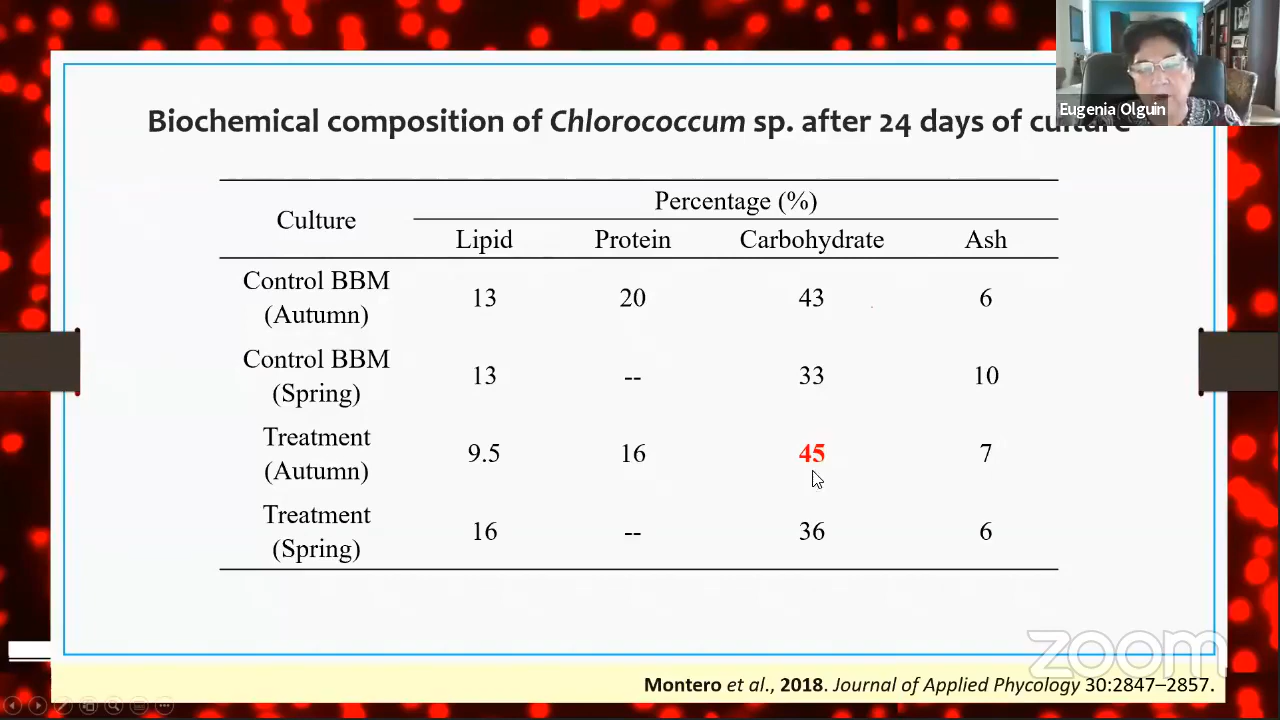 Eugenia Olguin
Biochemical composition of Chlorococcum sp. after 24 days of culture
Culture Percentage (%)
Lipid Protein Carbohydrate Ash
Control BBM (Autumn) 13 20 43 6
Control BBM (Spring) 13 -- 33 10
Treatment (Autumn) 9.5 16 45 7
Treatment (Spring) 16 -- 36 6
zoom
Montero et al., 2018. Journal of Applied Phycology 30:2847–2857.